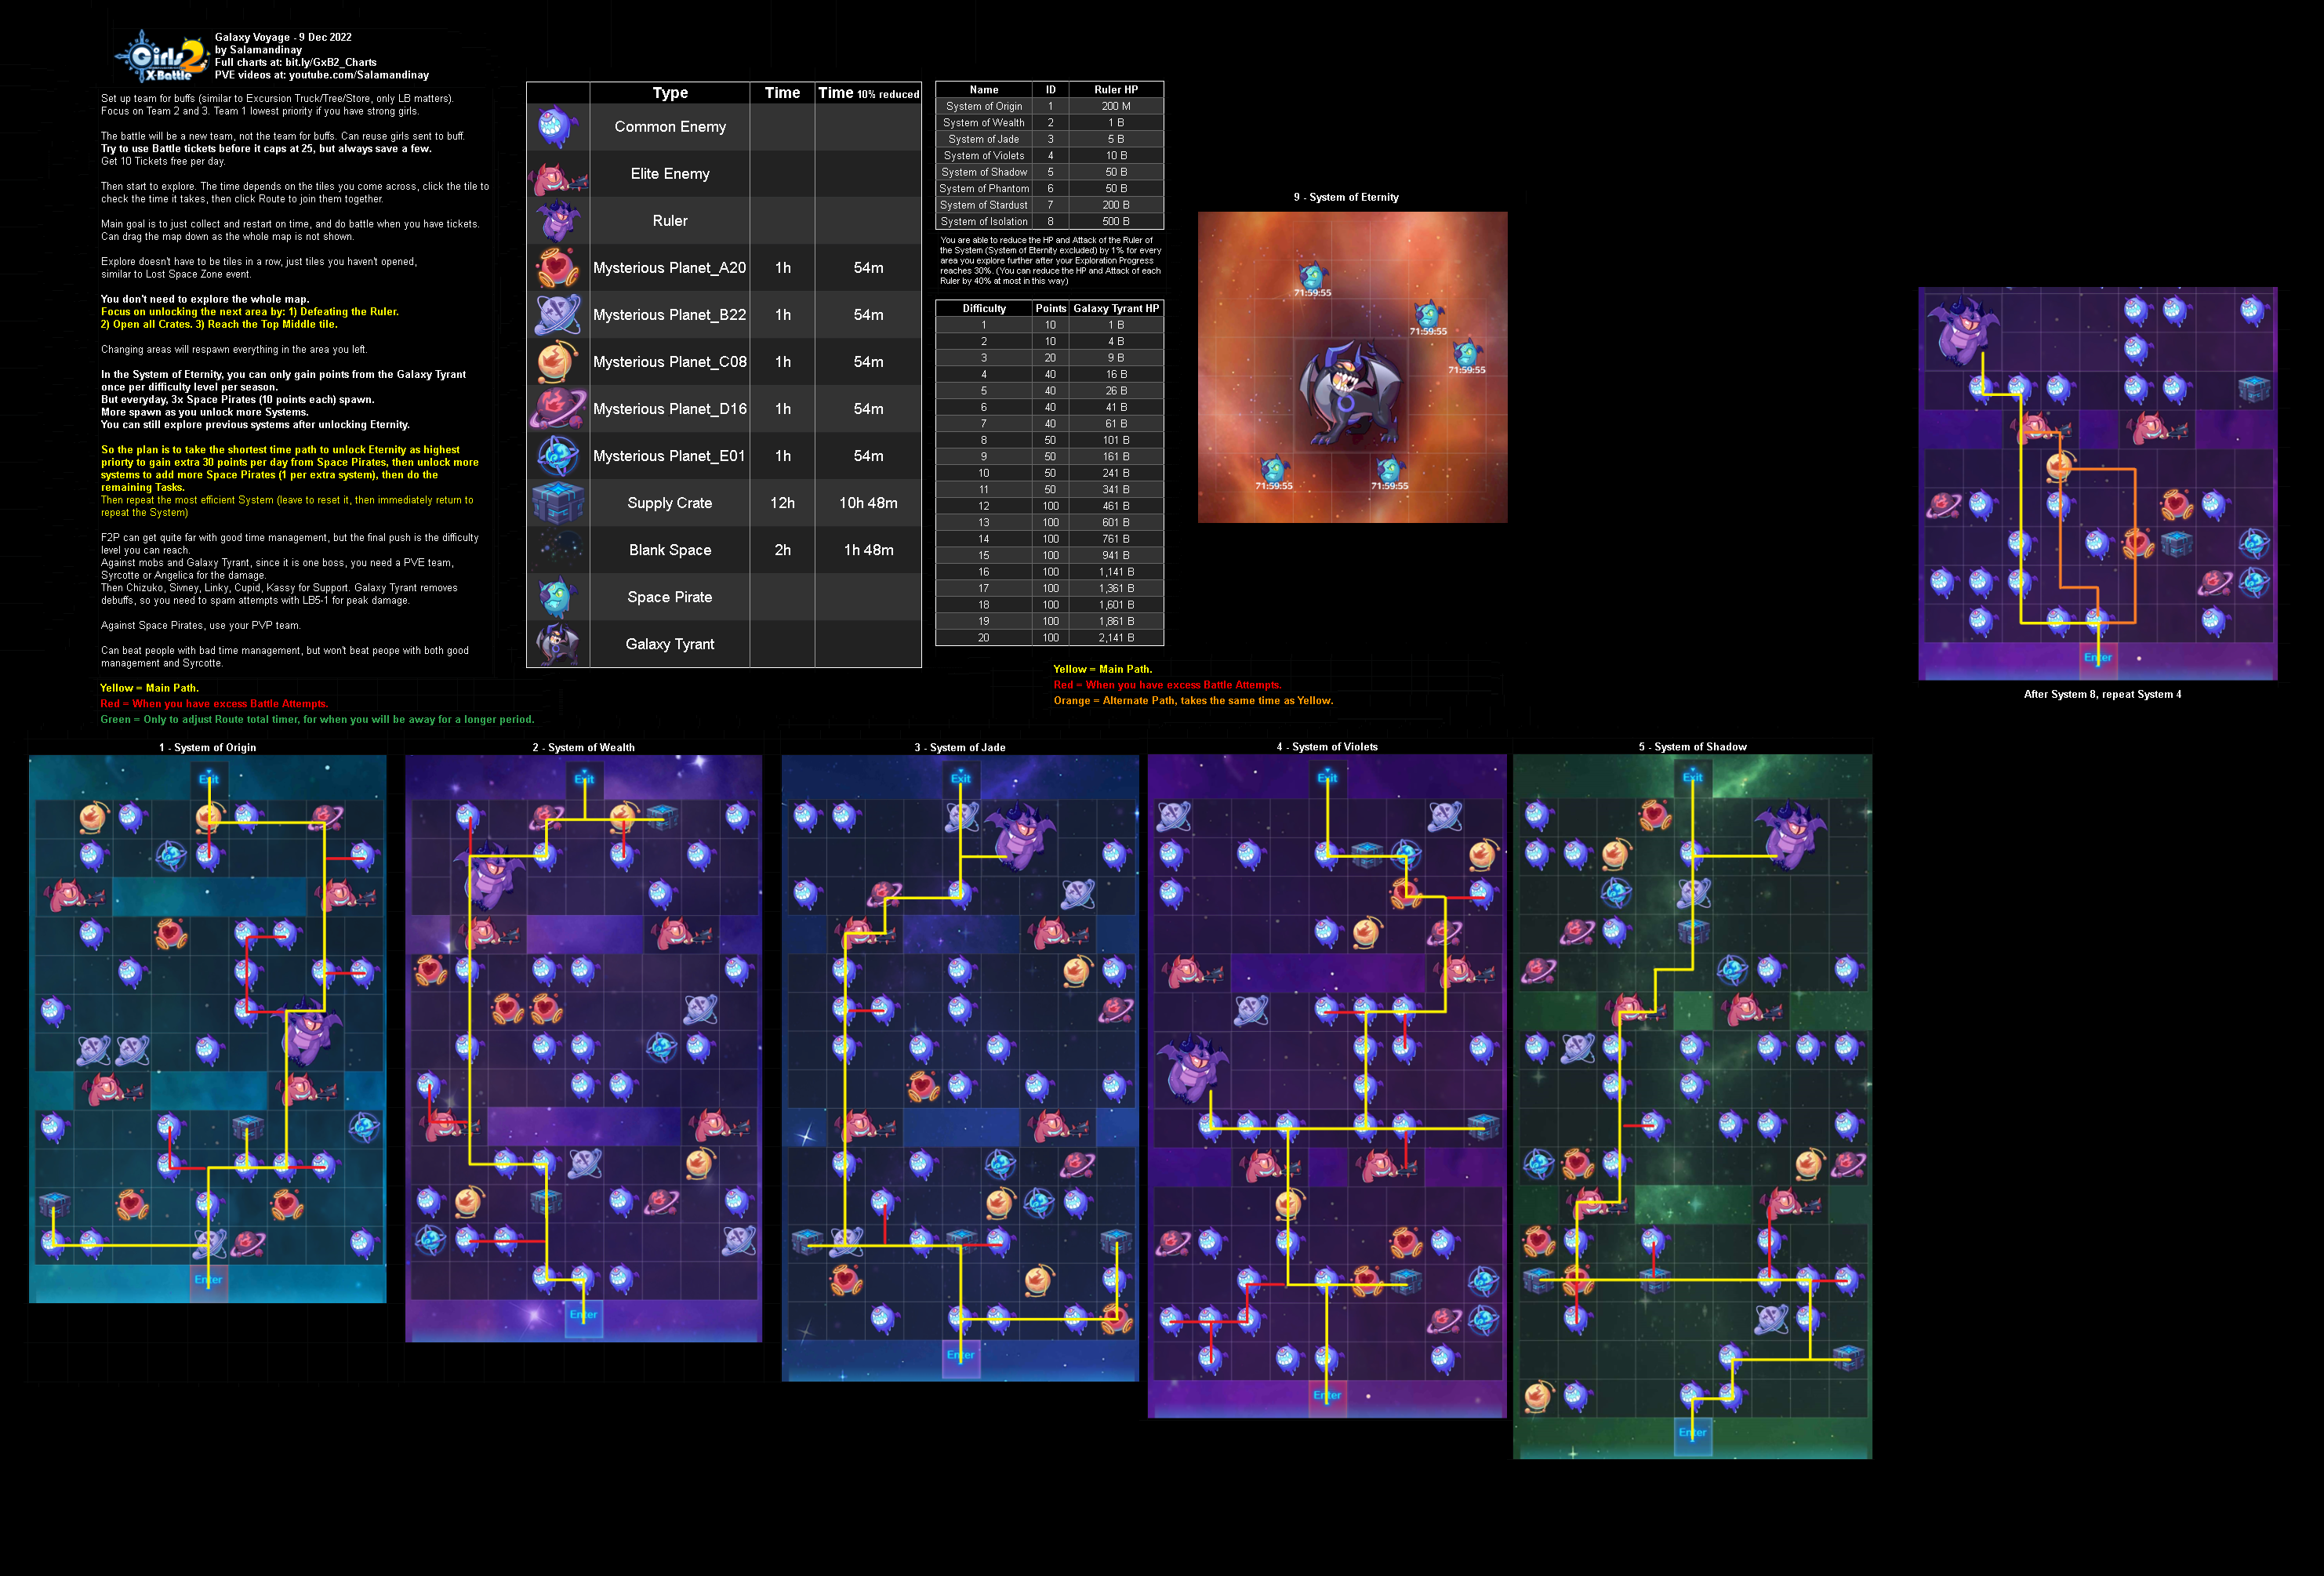 Girls 2
X-Battle
Galaxy Voyage - 9 Dec 2022
by Salamandinay
Full charts at: bit.ly/GxB2_Charts
PVE videos at: youtube.com/Salamandinay
Set up team for buffs (similar to Excursion Truck/Tree/Store, only LB matters).
Focus on Team 2 and 3. Team 1 lowest priority if you have strong girls.
The battle will be a new team, not the team for buffs. Can reuse girls sent to buff.
Try to use Battle tickets before it caps at 25, but always save a few.
Get 10 Tickets free per day.
Then start to explore. The time depends on the tiles you come across, click the tile to
check the time it takes, then click Route to join them together.
Main goal is to just collect and restart on time, and do battle when you have tickets.
Can drag the map down as the whole map is not shown.
Explore doesn't have to be tiles in a row, just tiles you haven't opened,
similar to Lost Space Zone event.
You don't need to explore the whole map.
Focus on unlocking the next area by: 1) Defeating the Ruler.
2) Open all Crates. 3) Reach the Top Middle tile.
Changing areas will respawn everything in the area you left.
In the System of Eternity, you can only gain points from the Galaxy Tyrant
once per difficulty level per season.
But everyday, 3x Space Pirates (10 points each) spawn.
More spawn as you unlock more Systems.
You can still explore previous systems after unlocking Eternity.
So the plan is to take the shortest time path to unlock Eternity as highest
priorty to gain extra 30 points per day from Space Pirates, then unlock more
systems to add more Space Pirates (1 per extra system), then do the
remaining Tasks.
Then repeat the most efficient System (leave to reset it, then immediately return to
repeat the System)
F2P can get quite far with good time management, but the final push is the difficulty
level you can reach.
Against mobs and Galaxy Tyrant, since it is one boss, you need a PVE team,
Syrcotte or Angelica for the damage.
Then Chizuko, Sivney, Linky, Cupid, Kassy for Support. Galaxy Tyrant removes
debuffs, so you need to spam attempts with LB5-1 for peak damage.
Against Space Pirates, use your PVP team.
Can beat people with bad time management, but won't beat peope with both good
management and Syrcotte.
Yellow = Main Path.
Red = When you have excess Battle Attempts.
Green = Only to adjust Route total timer, for when you will be away for a longer period.
Type Time Time 10% reduced
Common Enemy
Elite Enemy
Ruler
Mysterious Planet_A20 1h 54m
Mysterious Planet_B22 1h 54m
Mysterious Planet_C08 1h 54m
Mysterious Planet_D16 1h 54m
Mysterious Planet_E01 1h 54m
Supply Crate 12h 10h 48m
Blank Space 2h 1h 48m
Space Pirate
Galaxy Tyrant
Name ID Ruler HP
System of Origin 1 200 M
System of Wealth 2 1 B
System of Jade 3 5 B
System of Violets 4 10 B
System of Shadow 5 50 B
System of Phantom 6 50 B
System of Stardust 7 200 B
System of Isolation 8 500 B
You are able to reduce the HP and Attack of the Ruler of
the System (System of Eternity excluded) by 1% for every
area you explore further after your Exploration Progress
reaches 30%. (You can reduce the HP and Attack of each
Ruler by 40% at most in this way)
Difficulty Points Galaxy Tyrant HP
1 10 1 B
2 10 4 B
3 20 9 B
4 40 16 B
5 40 26 B
6 40 41 B
7 40 61 B
8 50 101 B
9 50 161 B
10 50 241 B
11 50 341 B
12 100 461 B
13 100 601 B
14 100 761 B
15 100 941 B
16 100 1,141 B
17 100 1,361 B
18 100 1,601 B
19 100 1,861 B
20 100 2,141 B
Yellow = Main Path.
Red = When you have excess Battle Attempts.
Orange = Alternate Path, takes the same time as Yellow.
9 - System of Eternity
71:59:55
71:59:55
71:59:55
71:59:55
71:59:55
Enter
After System 8, repeat System 4
1 - System of Origin
Exit
Enter
2 - System of Wealth
Exit
Enter
3 - System of Jade
Exit
Enter
4 - System of Violets
Exit
Enter
5 - System of Shadow
Exit
Enter